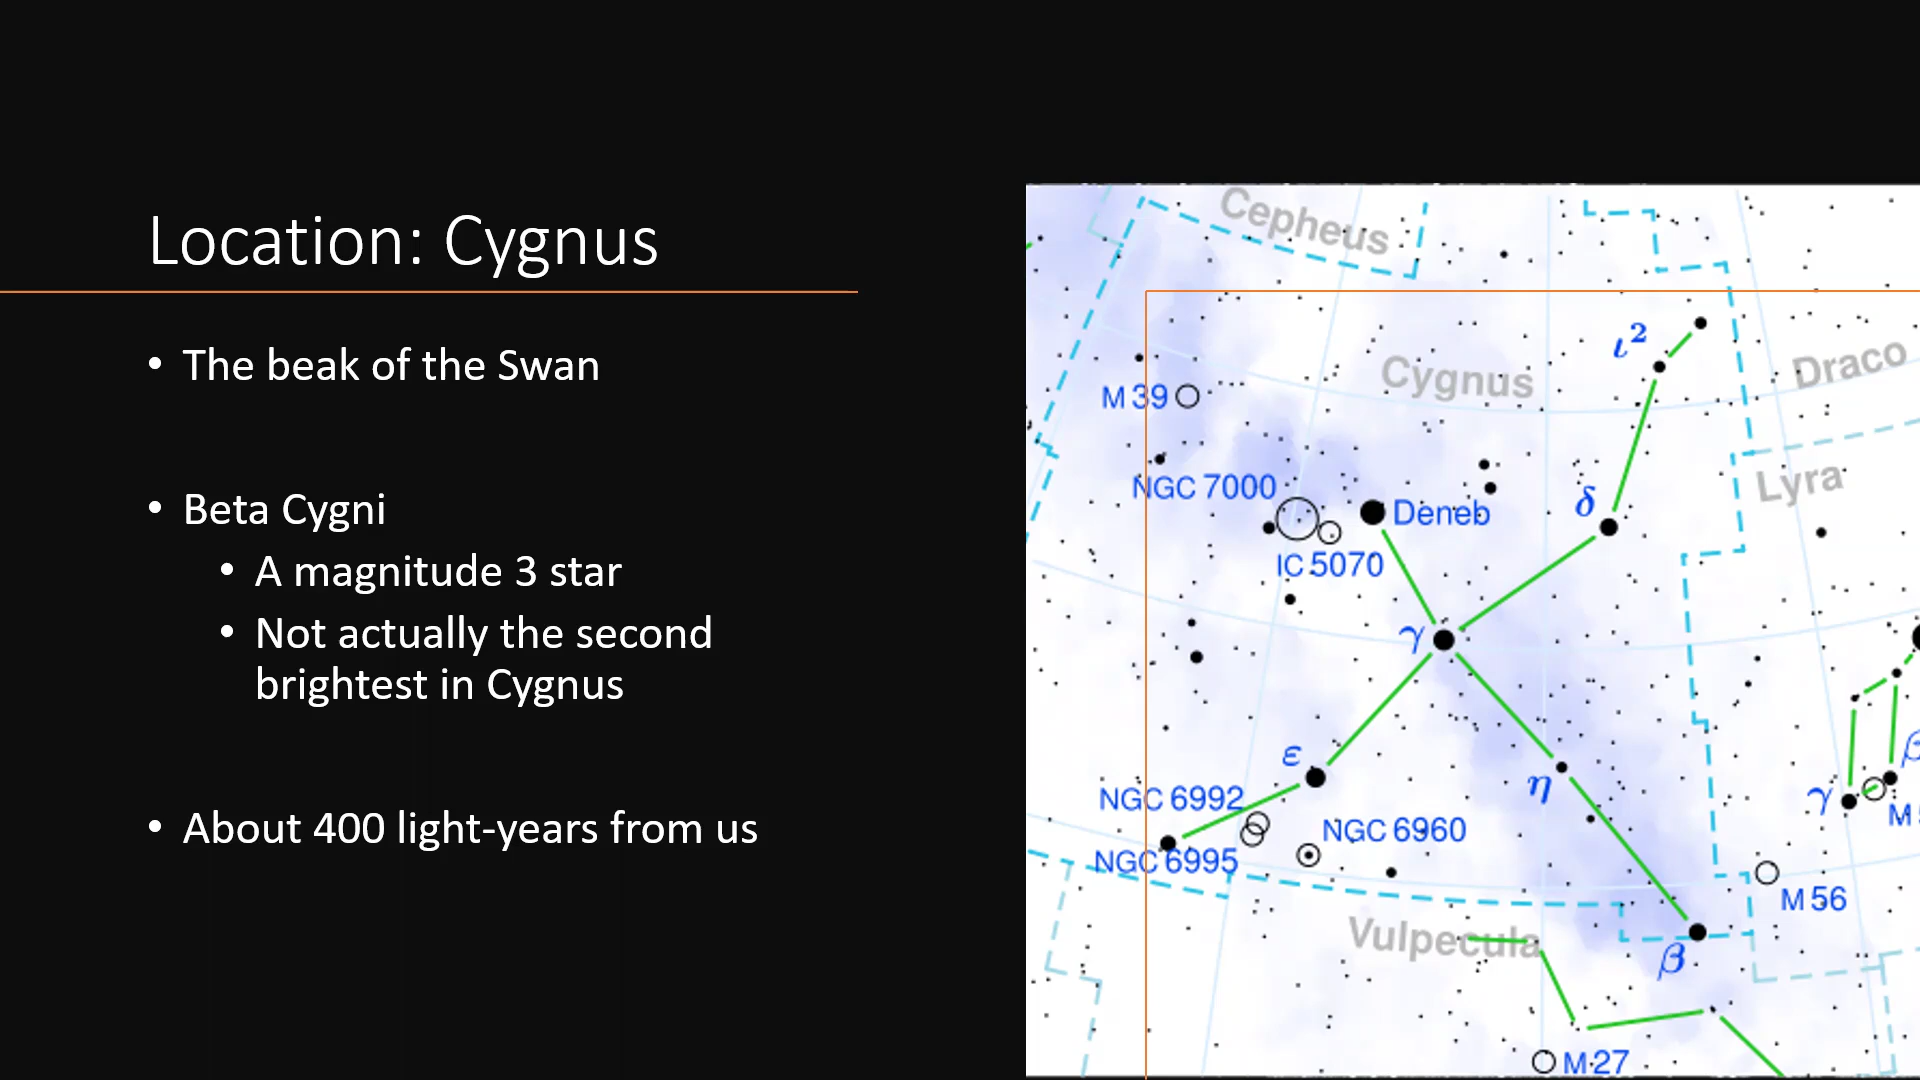 Location: Cygnus
• The beak of the Swan
• Beta Cygni
• A magnitude 3 star
• Not actually the second
brightest in Cygnus
• About 400 light-years from us
Cepheus
ι²
Draco
Cygnus
M 39
Lyra
NGC 7000
δ
Deneb
IC 5070
γ
ε
β
η
NGC 6992
γ
NGC 6960
NGC 6995
M 56
Vulpecula
β
M 27